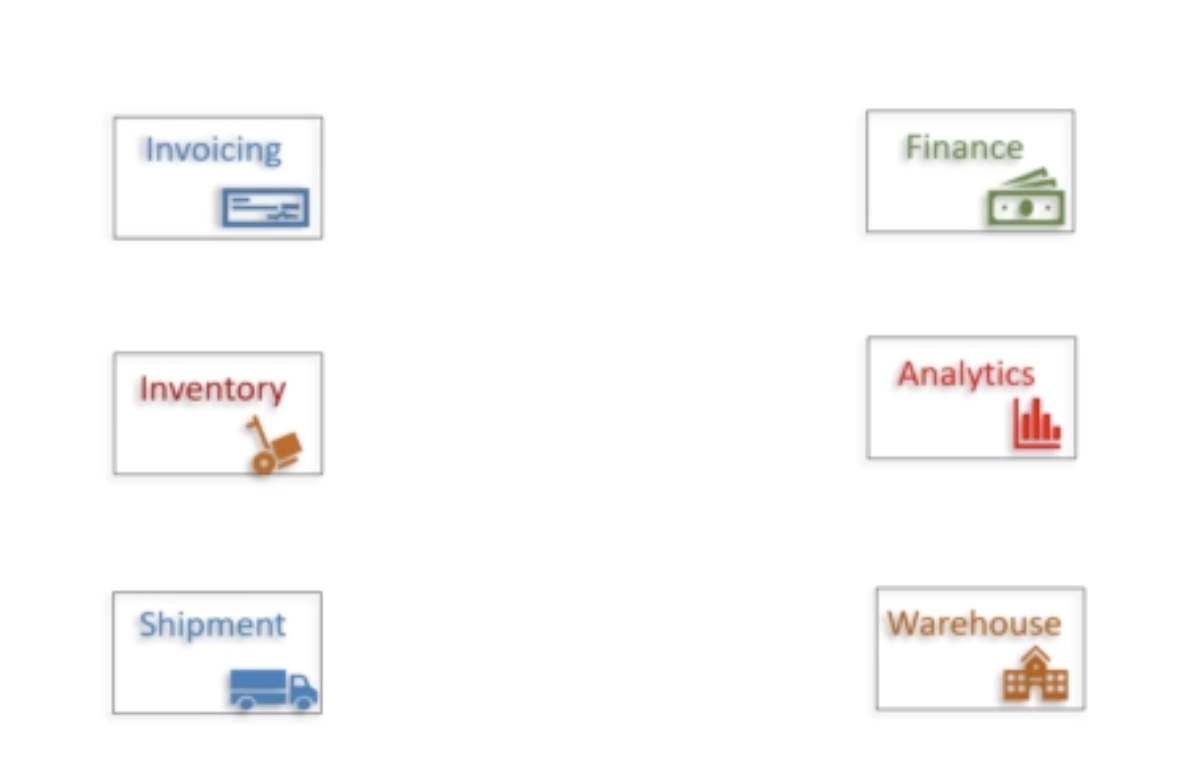 Invoicing
Finance
Inventory
Analytics
Shipment
Warehouse